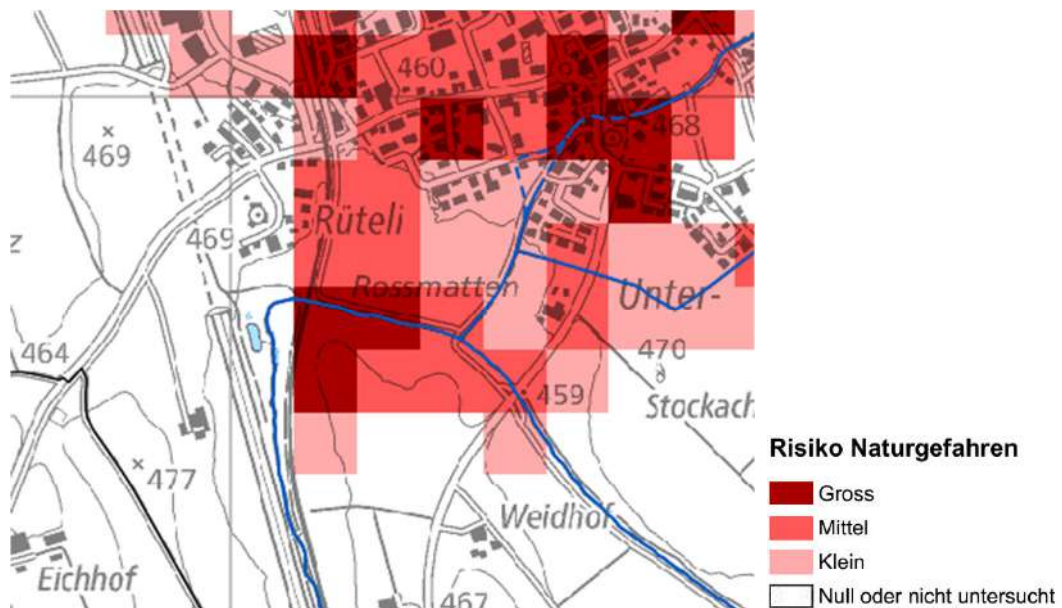 460
468
469
Rüteli
469
z
Rossmatten
Unter-
464
470
459
Stockach
477
Weidhof
Eichhof
467
Risiko Naturgefahren
Gross
Mittel
Klein
Null oder nicht untersucht